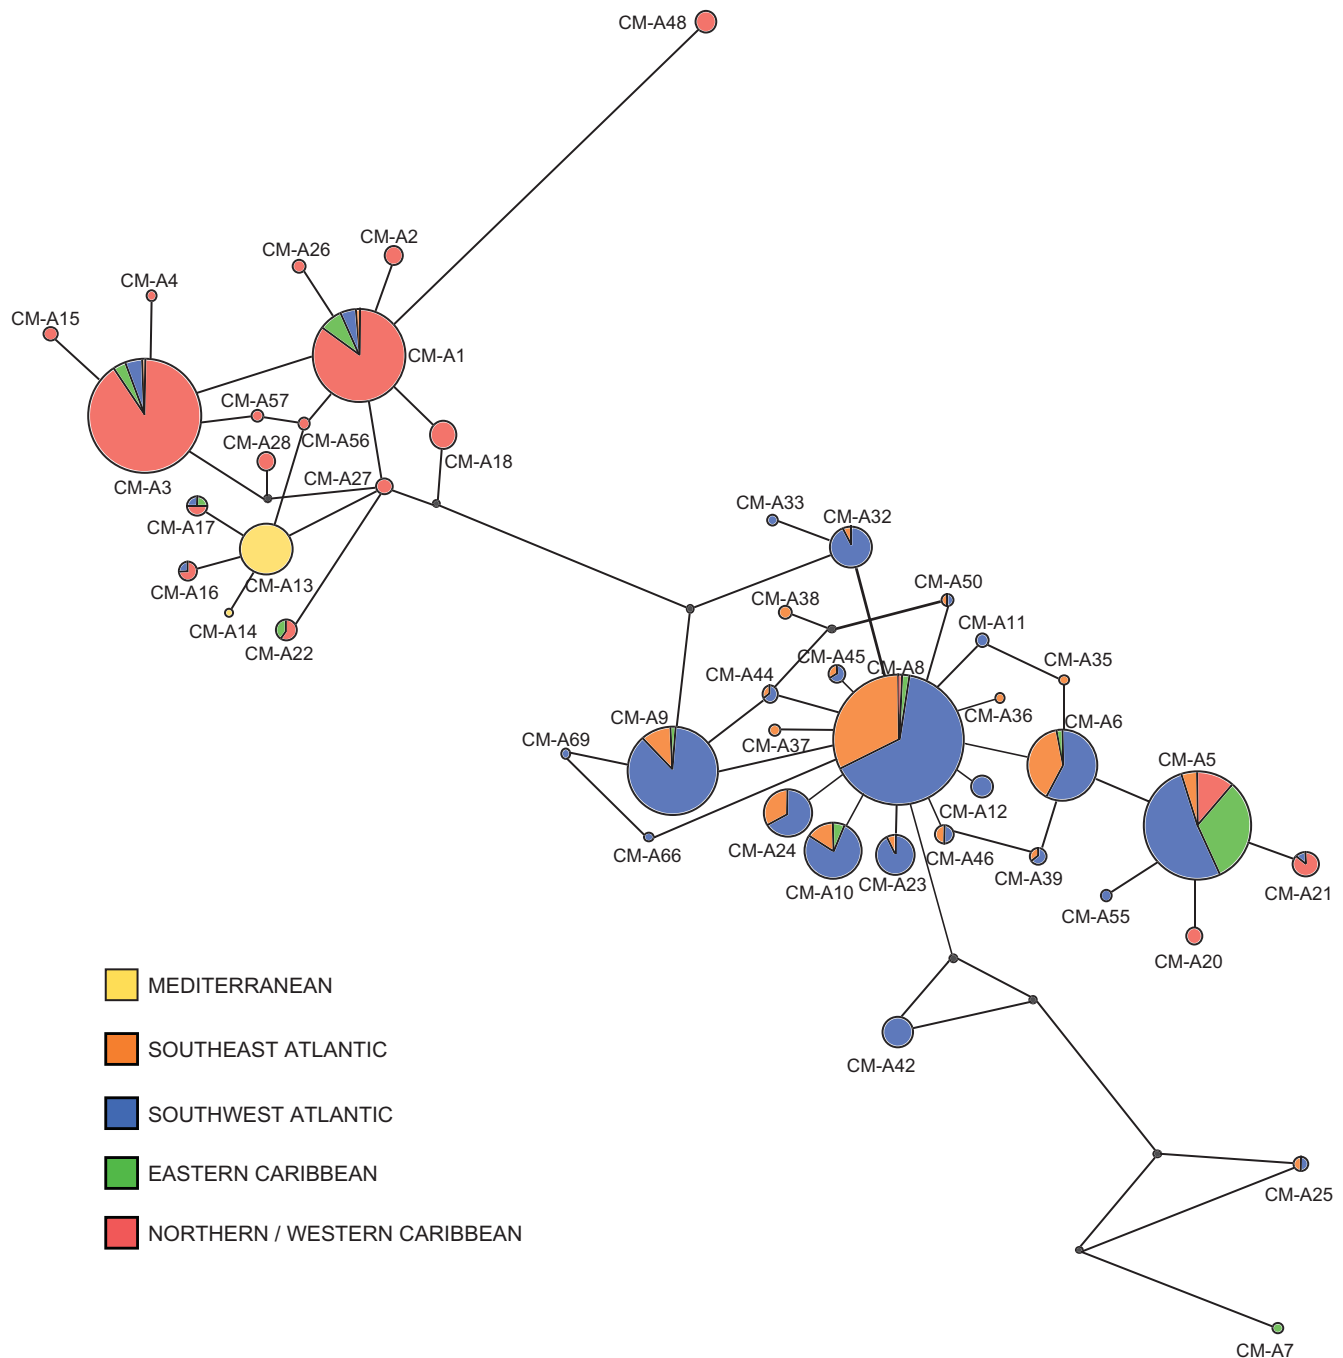 CM-A48
CM-A2
CM-A26
CM-A4
CM-A15
CM-A1
CM-A57
CM-A56
CM-A28
CM-A18
CM-A27
CM-A3
CM-A17
CM-A13
CM-A16
CM-A14
CM-A22
CM-A33
CM-A32
CM-A50
CM-A38
CM-A11
CM-A45
CM-A8
CM-A35
CM-A44
CM-A36
CM-A9
CM-A6
CM-A69
CM-A37
CM-A5
CM-A12
CM-A66
CM-A24
CM-A46
CM-A10
CM-A23
CM-A39
CM-A21
CM-A55
CM-A20
CM-A42
CM-A25
CM-A7
MEDITERRANEAN
SOUTHEAST ATLANTIC
SOUTHWEST ATLANTIC
EASTERN CARIBBEAN
NORTHERN / WESTERN CARIBBEAN